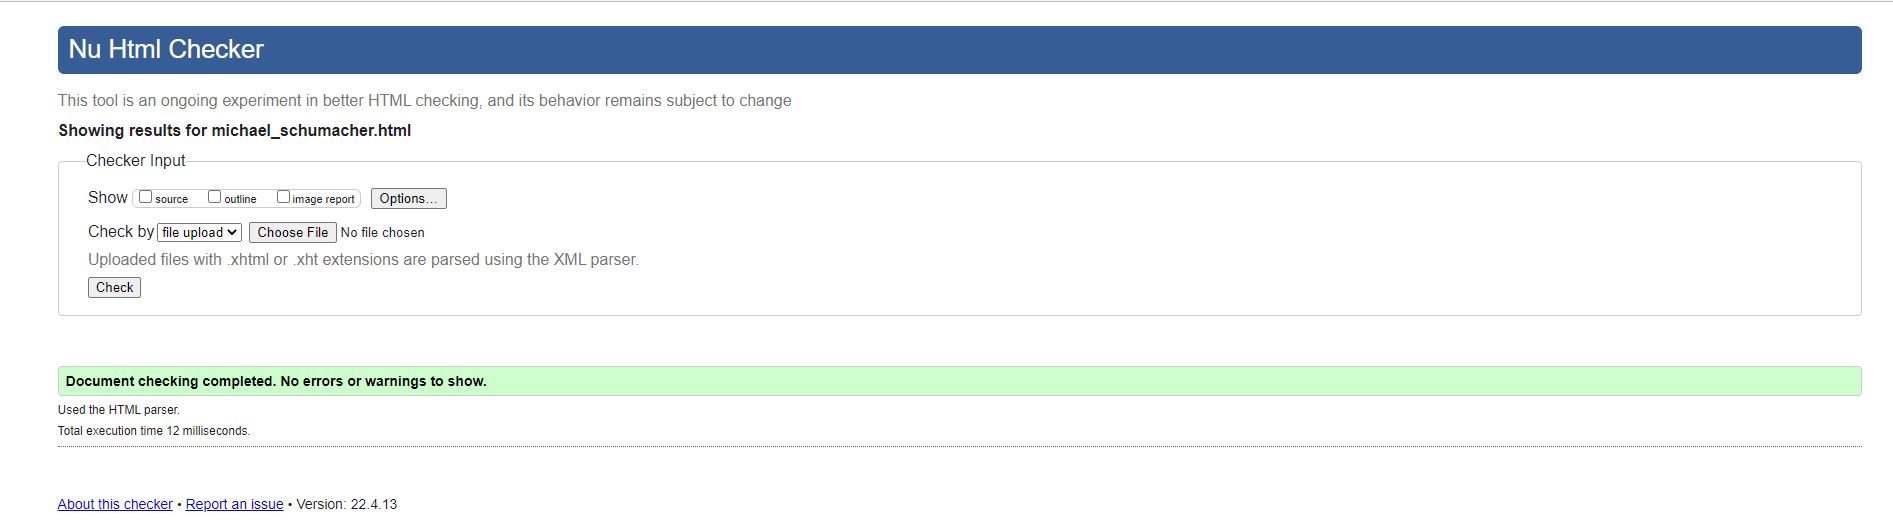 Nu Html Checker
This tool is an ongoing experiment in better HTML checking, and its behavior remains subject to change
Showing results for michael_schumacher.html
Checker Input
Show source outline image report Options...
Check by file upload Choose File No file chosen
Uploaded files with .xhtml or .xht extensions are parsed using the XML parser.
Check
Document checking completed. No errors or warnings to show.
Used the HTML parser.
Total execution time 12 milliseconds.
About this checker • Report an issue • Version: 22.4.13